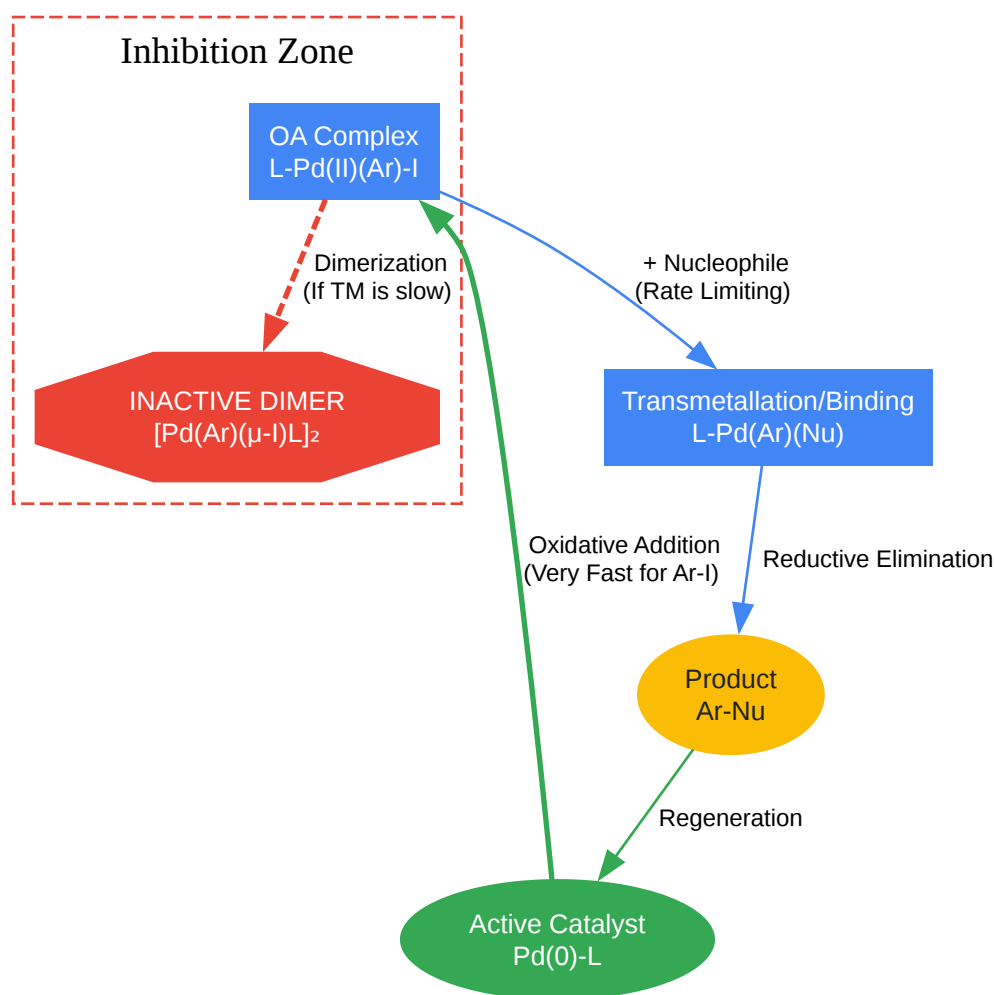 Inhibition Zone
OA Complex
L-Pd(II)(Ar)-I
Dimerization
(If TM is slow)
+ Nucleophile
(Rate Limiting)
INACTIVE DIMER
[Pd(Ar)(μ-I)L]₂
Transmetallation/Binding
L-Pd(Ar)(Nu)
Oxidative Addition
(Very Fast for Ar-I)
Reductive Elimination
Product
Ar-Nu
Regeneration
Active Catalyst
Pd(0)-L